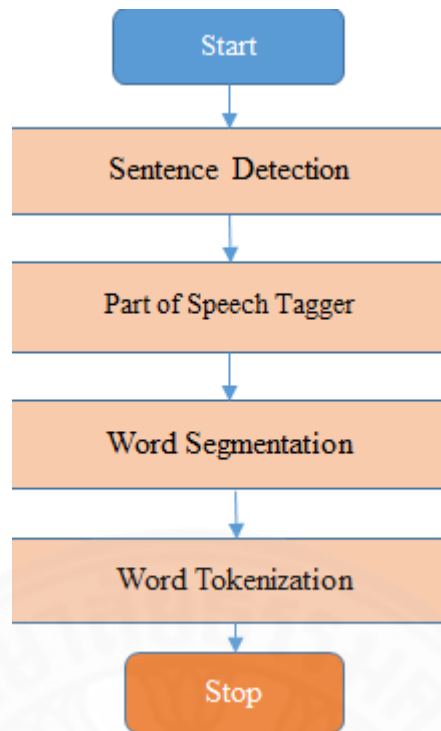 Start
Sentence Detection
Part of Speech Tagger
Word Segmentation
Word Tokenization
Stop